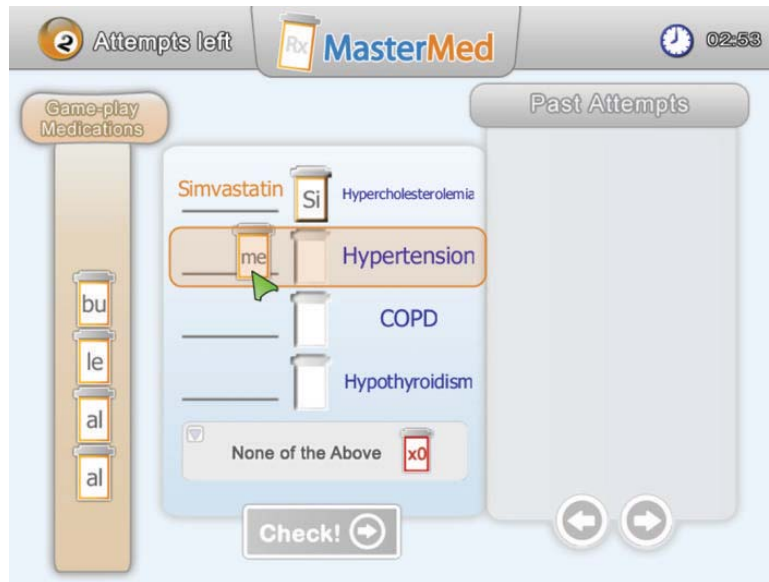 2 Attempts left
Rx MasterMed
02:53
Game-play
Medications
Past Attempts
Simvastatin Si Hypercholesterolemia
me Hypertension
bu
COPD
le
Hypothyroidism
al
None of the Above x0
al
Check!